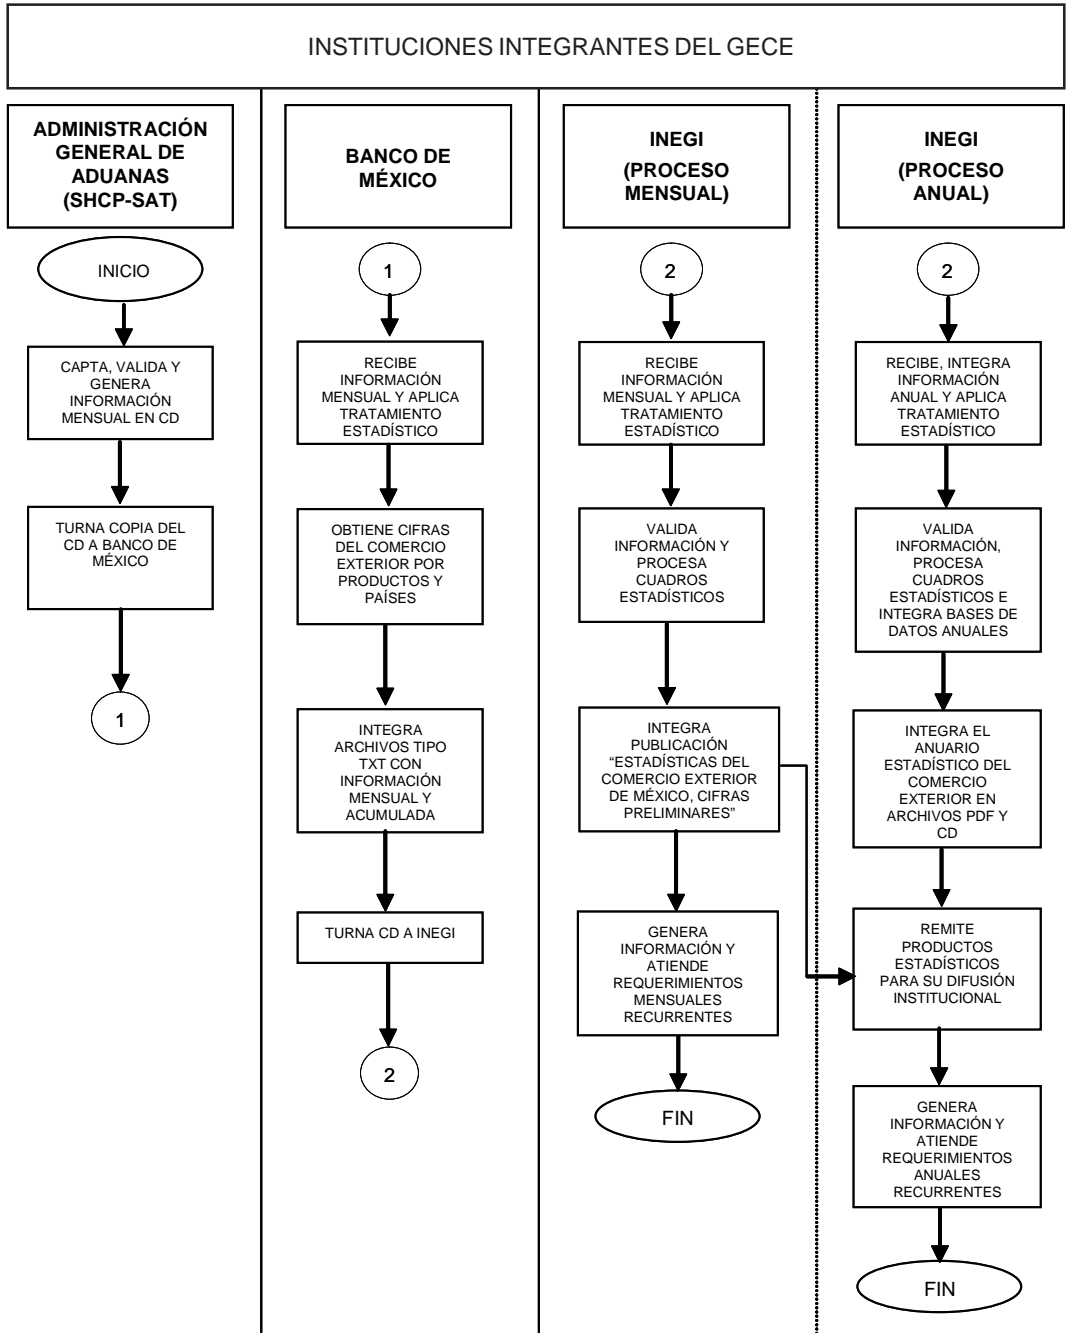 INSTITUCIONES INTEGRANTES DEL GECE
ADMINISTRACIÓN
GENERAL DE
ADUANAS
(SHCP-SAT)
INICIO
CAPTA, VALIDA Y
GENERA
INFORMACIÓN
MENSUAL EN CD
TURNA COPIA DEL
CD A BANCO DE
MÉXICO
1
BANCO DE
MÉXICO
1
RECIBE
INFORMACIÓN
MENSUAL Y APLICA
TRATAMIENTO
ESTADÍSTICO
OBTIENE CIFRAS
DEL COMERCIO
EXTERIOR POR
PRODUCTOS Y
PAÍSES
INTEGRA
ARCHIVOS TIPO
TXT CON
INFORMACIÓN
MENSUAL Y
ACUMULADA
TURNA CD A INEGI
2
INEGI
(PROCESO
MENSUAL)
2
RECIBE
INFORMACIÓN
MENSUAL Y APLICA
TRATAMIENTO
ESTADÍSTICO
VALIDA
INFORMACIÓN Y
PROCESA
CUADROS
ESTADÍSTICOS
INTEGRA
PUBLICACIÓN
“ESTADÍSTICAS DEL
COMERCIO EXTERIOR
DE MÉXICO, CIFRAS
PRELIMINARES”
GENERA
INFORMACIÓN Y
ATIENDE
REQUERIMIENTOS
MENSUALES
RECURRENTES
FIN
INEGI
(PROCESO
ANUAL)
2
RECIBE, INTEGRA
INFORMACIÓN
ANUAL Y APLICA
TRATAMIENTO
ESTADÍSTICO
VALIDA
INFORMACIÓN,
PROCESA
CUADROS
ESTADÍSTICOS E
INTEGRA BASES DE
DATOS ANUALES
INTEGRA EL
ANUARIO
ESTADÍSTICO DEL
COMERCIO
EXTERIOR EN
ARCHIVOS PDF Y
CD
REMITE
PRODUCTOS
ESTADÍSTICOS
PARA SU DIFUSIÓN
INSTITUCIONAL
GENERA
INFORMACIÓN Y
ATIENDE
REQUERIMIENTOS
ANUALES
RECURRENTES
FIN